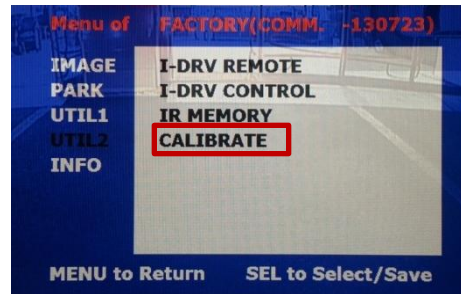 Menu of FACTORY(COMM. -130723)
IMAGE I-DRV REMOTE
PARK I-DRV CONTROL
UTIL1 IR MEMORY
UTIL2 CALIBRATE
INFO
MENU to Return SEL to Select/Save